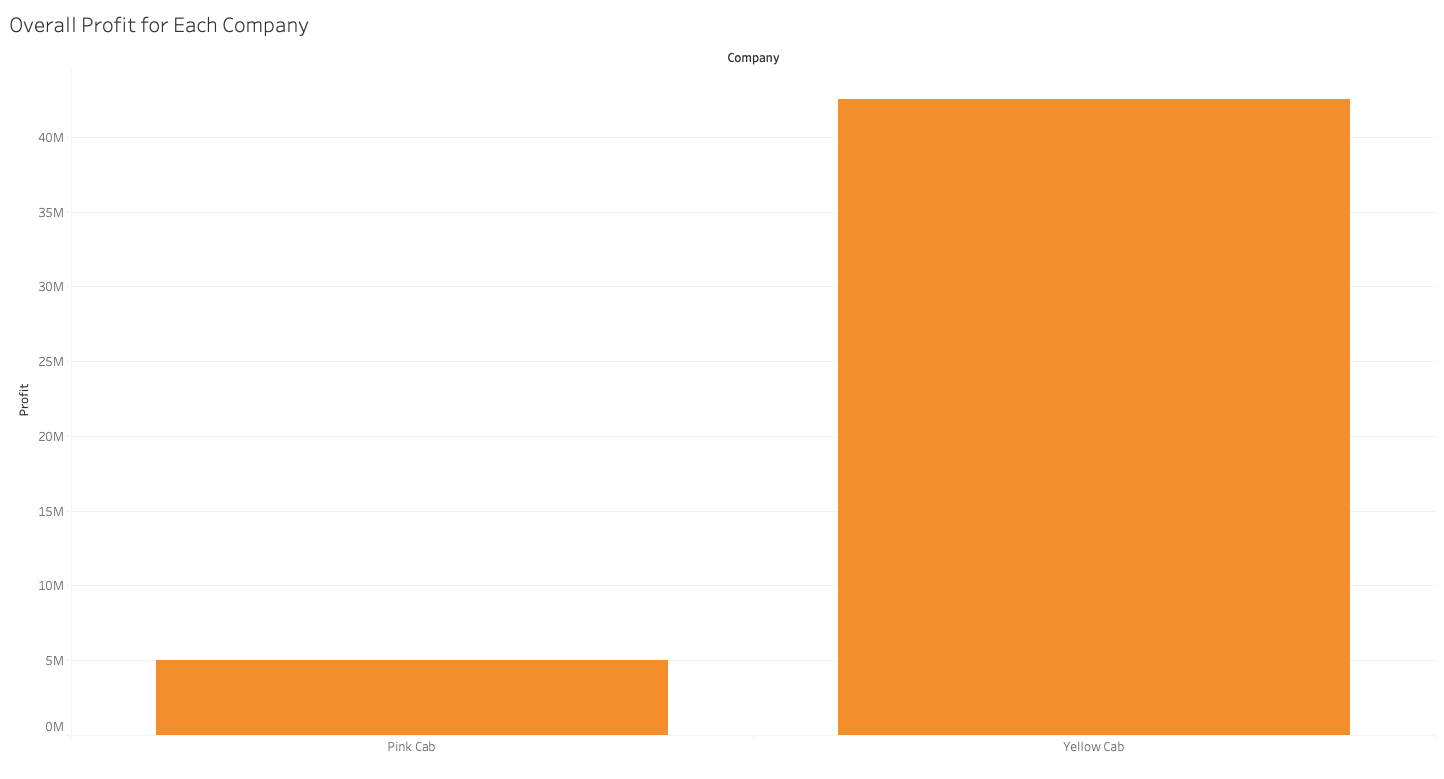 Overall Profit for Each Company
Company
40M
35M
30M
25M
20M
15M
10M
5M
0M
Profit
Pink Cab
Yellow Cab